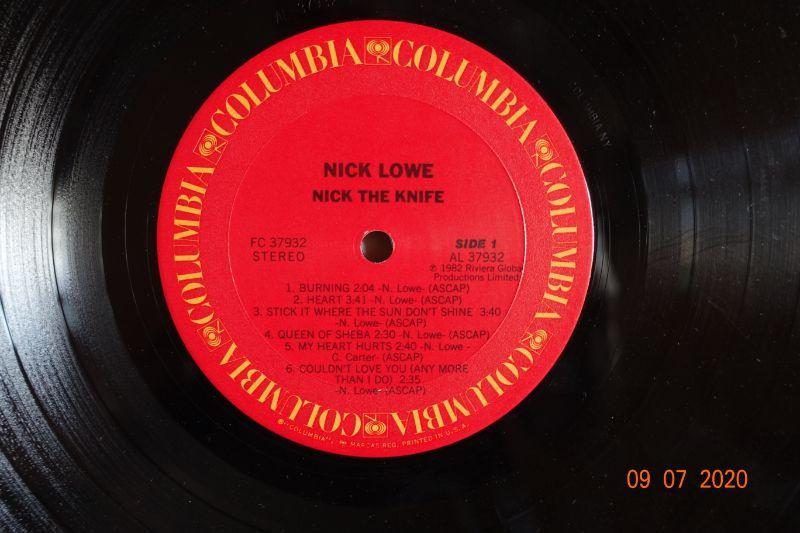 COLUMBIA COLUMBIA COLUMBIA COLUMBIA COLUMBIA COLUMBIA COLUMBIA
NICK LOWE
NICK THE KNIFE
FC 37932
STEREO
SIDE 1
AL 37932
℗ 1982 Riviera Global
Productions Limited
1. BURNING 2:04 -N. Lowe- (ASCAP)
2. HEART 3:41 -N. Lowe- (ASCAP)
3. STICK IT WHERE THE SUN DON'T SHINE 3:40
-N. Lowe- (ASCAP)
4. QUEEN OF SHEBA 2:30 -N. Lowe- (ASCAP)
5. MY HEART HURTS 2:40 -N. Lowe -
C. Carter- (ASCAP)
6. COULDN'T LOVE YOU (ANY MORE
THAN I DO) 2:35
-N. Lowe- (ASCAP)
"COLUMBIA", MARCAS REG. PRINTED IN U.S.A.
09 07 2020